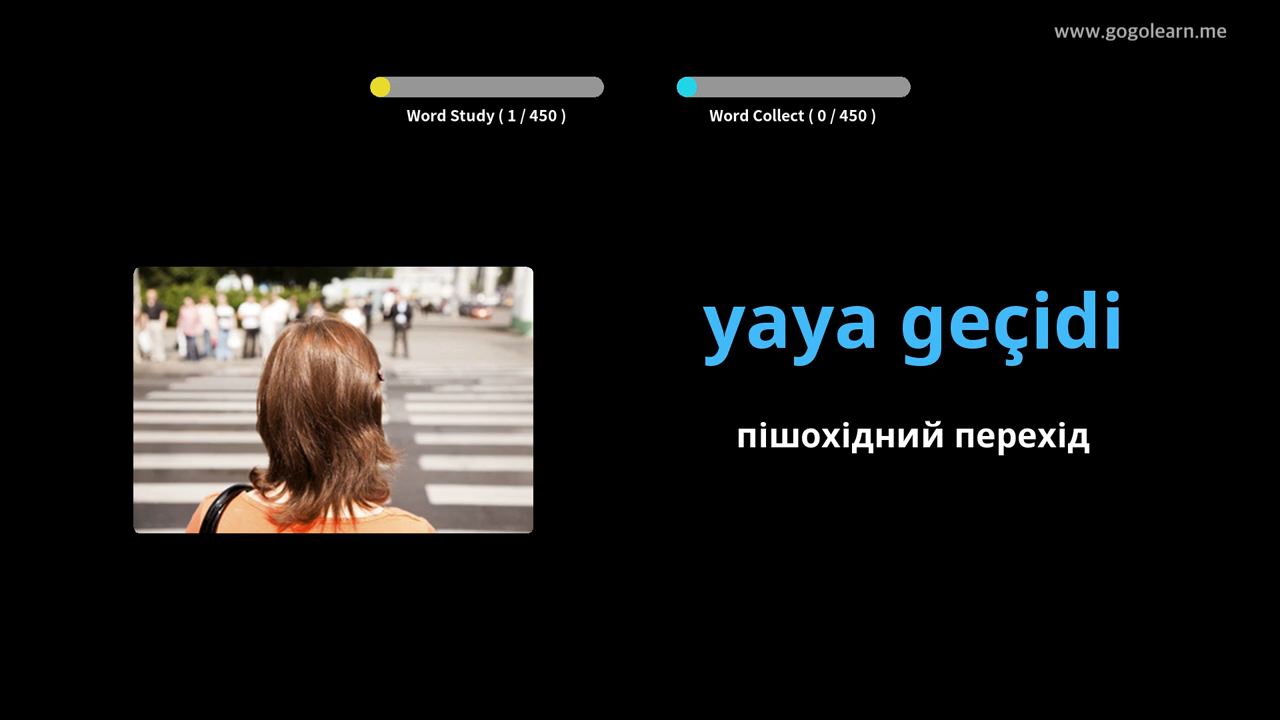 www.gogolearn.me
Word Study ( 1 / 450 )
Word Collect ( 0 / 450 )
yaya geçidi
пішохідний перехід